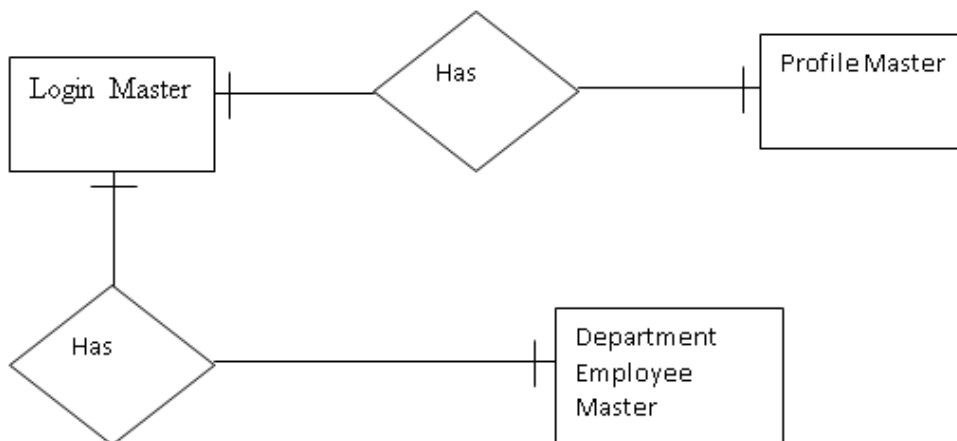 Login Master
Has
Profile Master
Has
Department
Employee
Master